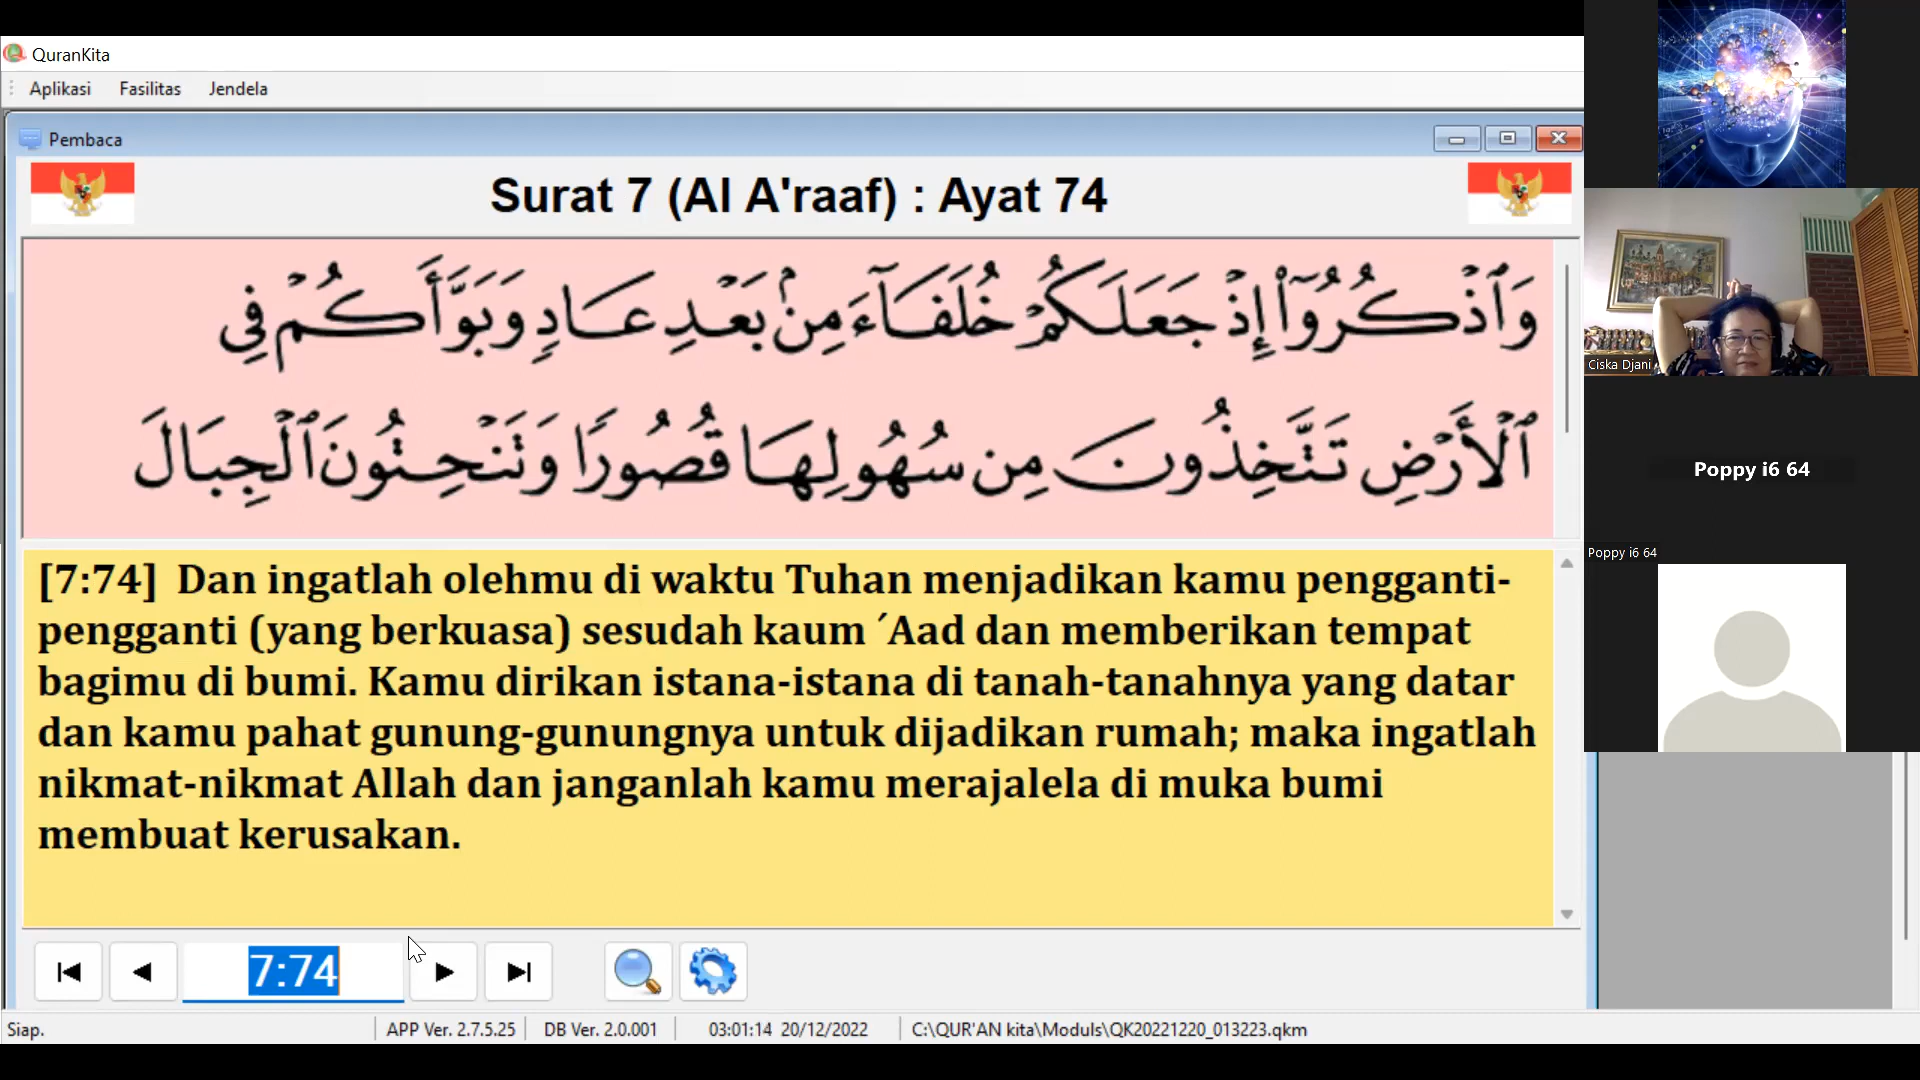 QuranKita
Aplikasi Fasilitas Jendela
Pembaca
Surat 7 (Al A'raaf) : Ayat 74
وَٱذْكُرُوٓا۟ إِذْ جَعَلَكُمْ خُلَفَآءَ مِنۢ بَعْدِ عَادٍ وَبَوَّأَكُمْ فِى
ٱلْأَرْضِ تَتَّخِذُونَ مِن سُهُولِهَا قُصُورًا وَتَنْحِتُونَ ٱلْجِبَالَ
[7:74] Dan ingatlah olehmu di waktu Tuhan menjadikan kamu pengganti-
pengganti (yang berkuasa) sesudah kaum ´Aad dan memberikan tempat
bagimu di bumi. Kamu dirikan istana-istana di tanah-tanahnya yang datar
dan kamu pahat gunung-gunungnya untuk dijadikan rumah; maka ingatlah
nikmat-nikmat Allah dan janganlah kamu merajalela di muka bumi
membuat kerusakan.
7:74
Siap. APP Ver. 2.7.5.25 DB Ver. 2.0.001 03:01:14 20/12/2022 C:\QUR'AN kita\Moduls\QK20221220_013223.qkm
Ciska Djani
Poppy i6 64
Poppy i6 64